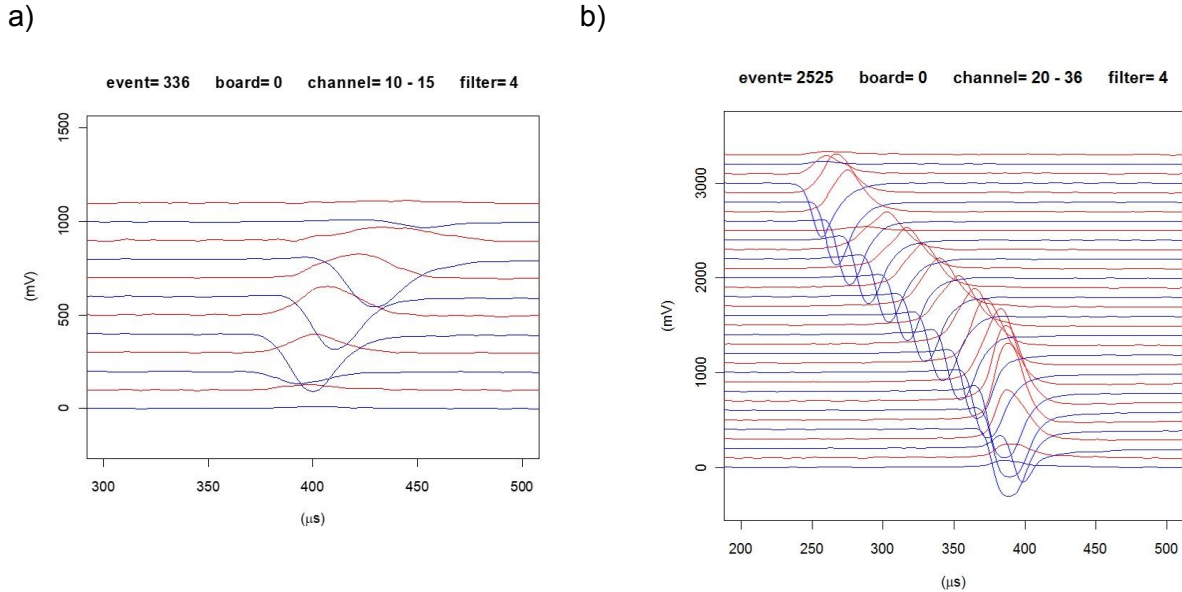 a)
event= 336 board= 0 channel= 10 - 15 filter= 4
1500
1000
500
0
(mV)
300 350 400 450 500
(μs)
b)
event= 2525 board= 0 channel= 20 - 36 filter= 4
3000
2000
1000
0
(mV)
200 250 300 350 400 450 500
(μs)